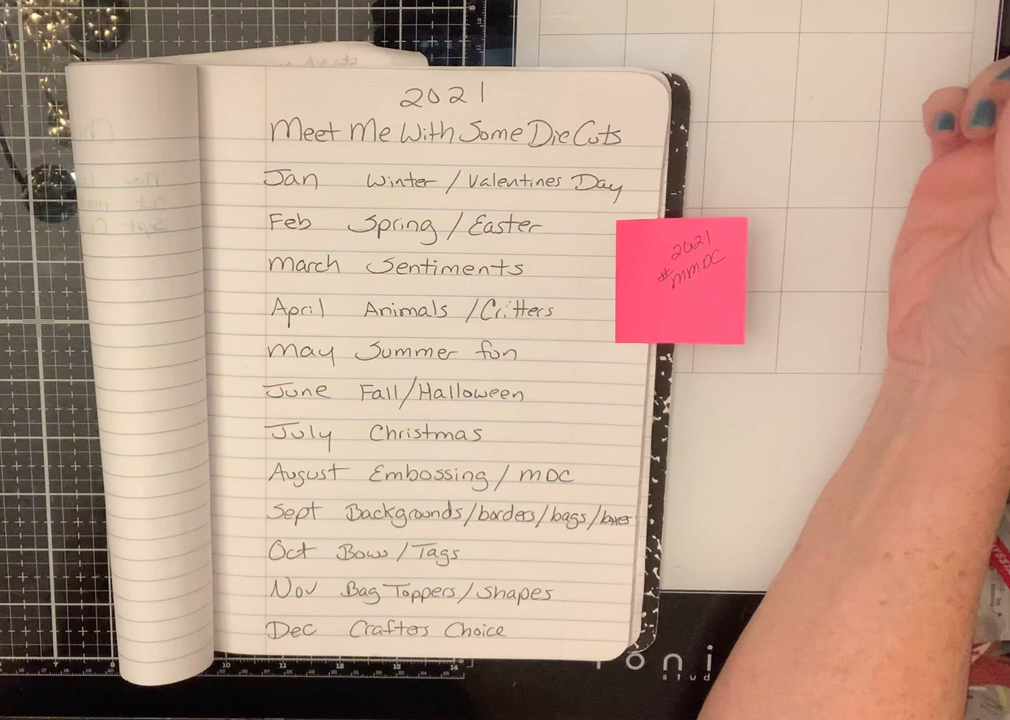 2021
Meet Me With Some Die Cuts
Jan Winter / Valentines Day
Feb Spring / Easter
March Sentiments
April Animals / Critters
May Summer fun
June Fall/Halloween
July Christmas
August Embossing / MDC
Sept Backgrounds/borders/bags/boxes
Oct Bows / Tags
Nov Bag Toppers / Shapes
Dec Crafters Choice
2021
#MMDC
oni
stud